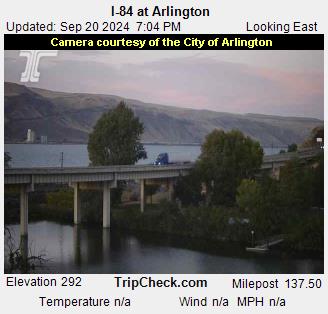 I-84 at Arlington
Updated: Sep 20 2024 7:04 PM Looking East
Camera courtesy of the City of Arlington
Elevation 292 TripCheck.com Milepost 137.50
Temperature n/a Wind n/a MPH n/a